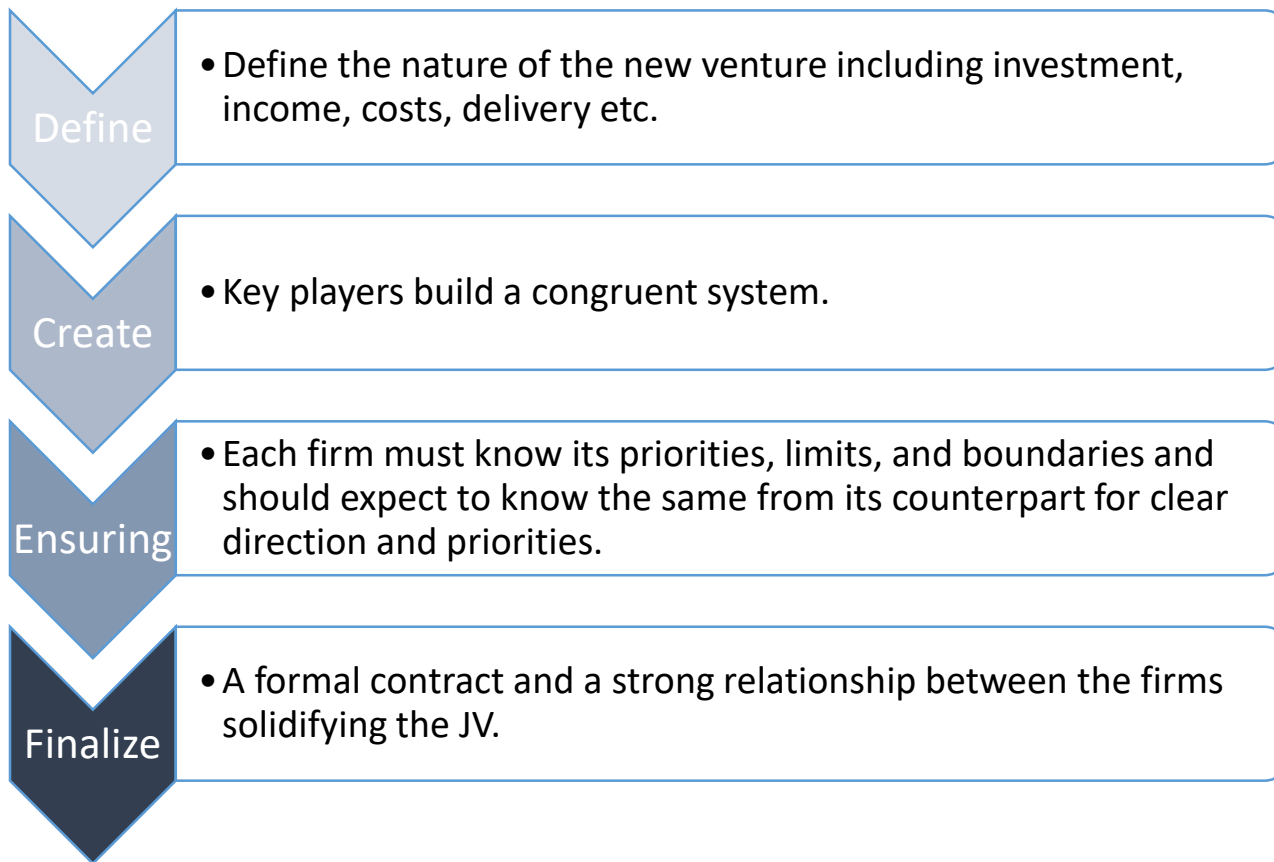 Define
• Define the nature of the new venture including investment,
income, costs, delivery etc.
Create
• Key players build a congruent system.
Ensuring
• Each firm must know its priorities, limits, and boundaries and
should expect to know the same from its counterpart for clear
direction and priorities.
Finalize
• A formal contract and a strong relationship between the firms
solidifying the JV.